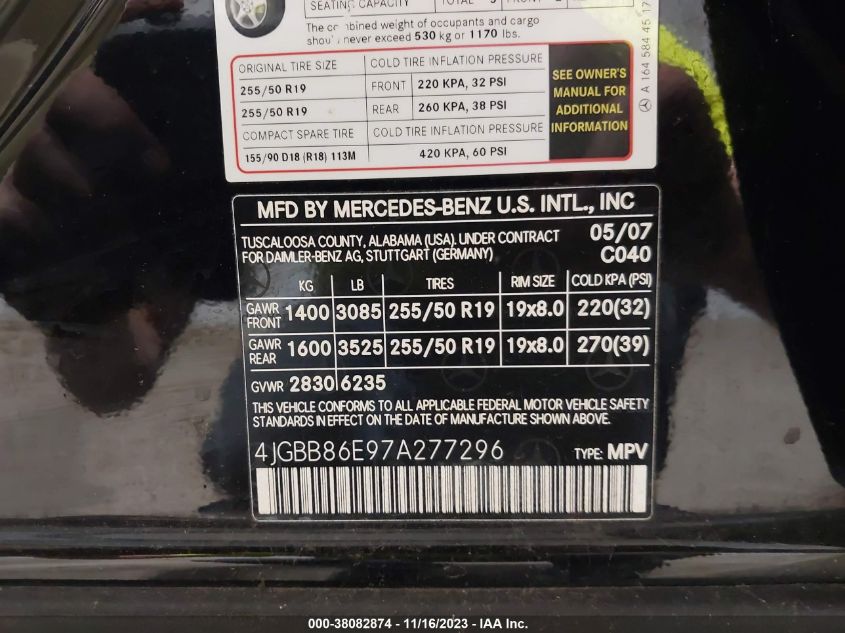 SEATING CAPACITY TOTAL 5 FRONT
The combined weight of occupants and cargo
should never exceed 530 kg or 1170 lbs.
ORIGINAL TIRE SIZE COLD TIRE INFLATION PRESSURE
255/50 R19 FRONT 220 KPA, 32 PSI
255/50 R19 REAR 260 KPA, 38 PSI
COMPACT SPARE TIRE COLD TIRE INFLATION PRESSURE
155/90 D18 (R18) 113M 420 KPA, 60 PSI
SEE OWNER'S
MANUAL FOR
ADDITIONAL
INFORMATION
A 164 584 45 17
MFD BY MERCEDES-BENZ U.S. INTL., INC
TUSCALOOSA COUNTY, ALABAMA (USA). UNDER CONTRACT 05/07
FOR DAIMLER-BENZ AG, STUTTGART (GERMANY) C040
KG LB TIRES RIM SIZE COLD KPA (PSI)
GAWR FRONT 1400 3085 255/50 R19 19x8.0 220(32)
GAWR REAR 1600 3525 255/50 R19 19x8.0 270(39)
GVWR 2830 6235
THIS VEHICLE CONFORMS TO ALL APPLICABLE FEDERAL MOTOR VEHICLE SAFETY
STANDARDS IN EFFECT ON THE DATE OF MANUFACTURE SHOWN ABOVE.
4JGBB86E97A277296 TYPE: MPV
000-38082874 - 11/16/2023 - IAA Inc.